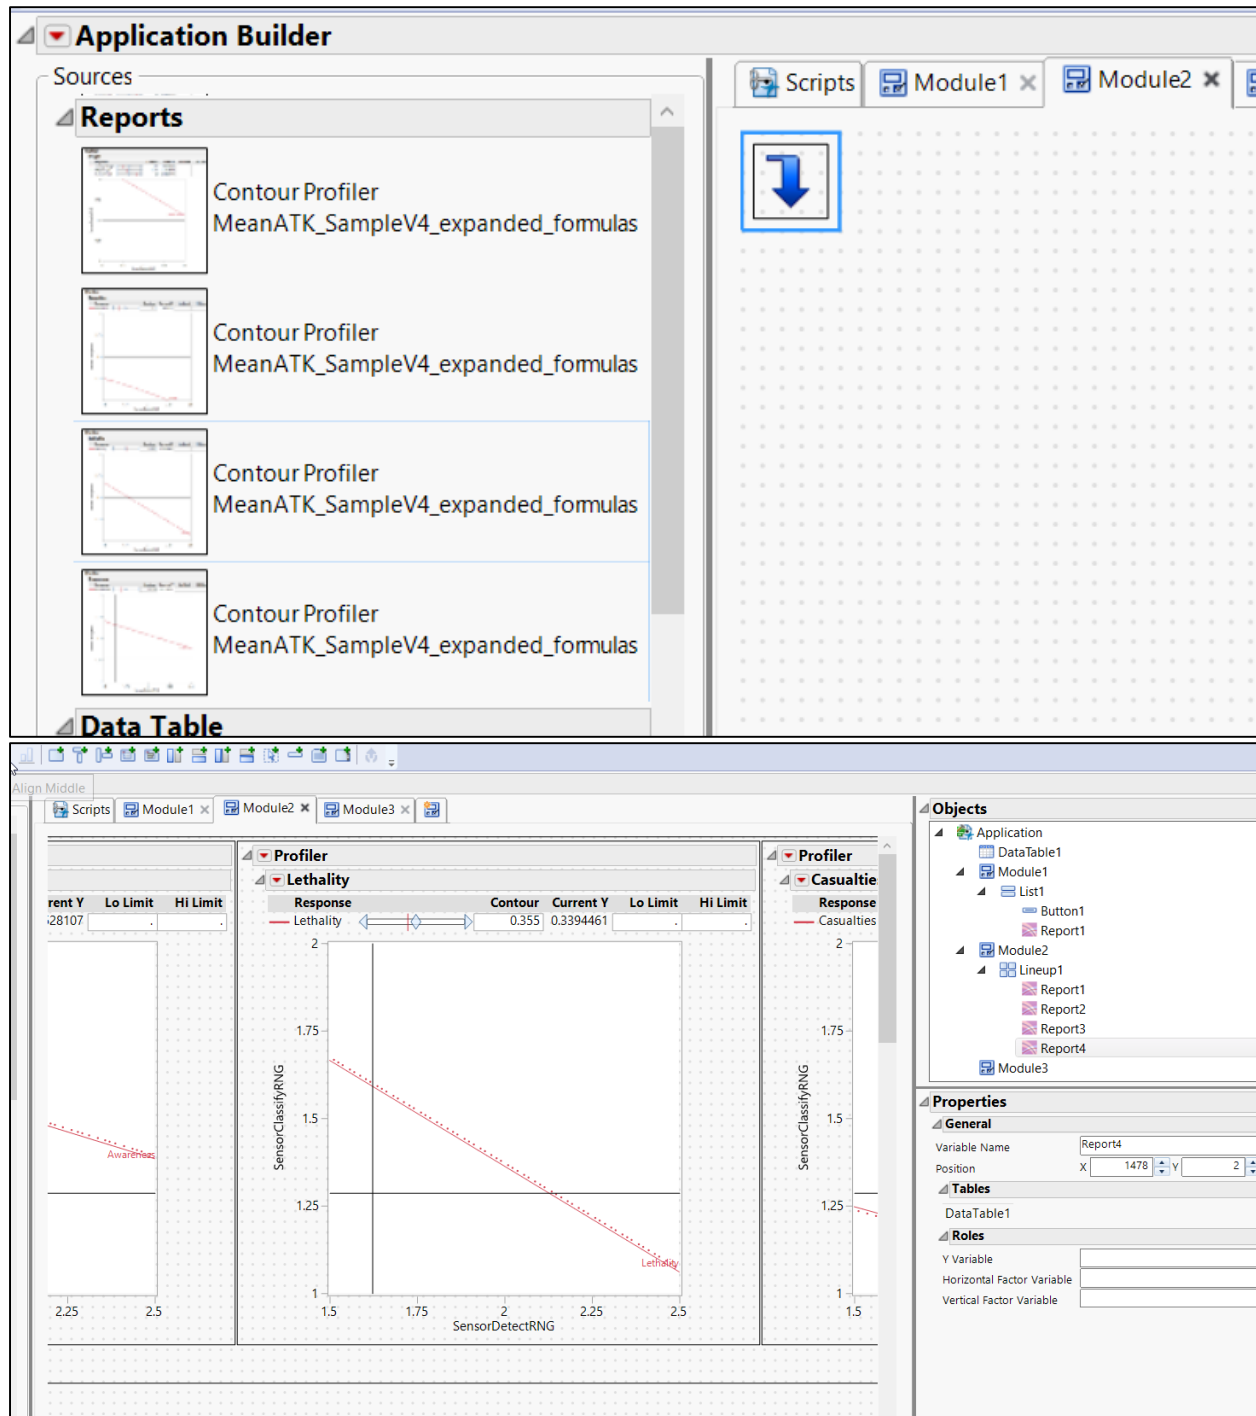 Application Builder
Sources
Reports
Contour Profiler
MeanATK_SampleV4_expanded_formulas
Contour Profiler
MeanATK_SampleV4_expanded_formulas
Contour Profiler
MeanATK_SampleV4_expanded_formulas
Contour Profiler
MeanATK_SampleV4_expanded_formulas
Data Table
Scripts Module1 Module2
Align Middle
Scripts Module1 Module2 Module3
rent Y Lo Limit Hi Limit
28107 . .
Awareness
2.25 2.5
Profiler
Lethality
Response Contour Current Y Lo Limit Hi Limit
Lethality 0.355 0.3394461 . .
2
1.75
1.5
1.25
1
SensorClassifyRNG
Lethality
1.5 1.75 2 2.25 2.5
SensorDetectRNG
Profiler
Casualtie
Response
Casualties
2
1.75
1.5
1.25
1
SensorClassifyRNG
1.5
Objects
Application
DataTable1
Module1
List1
Button1
Report1
Module2
Lineup1
Report1
Report2
Report3
Report4
Module3
Properties
General
Variable Name Report4
Position X 1478 Y 2
Tables
DataTable1
Roles
Y Variable
Horizontal Factor Variable
Vertical Factor Variable